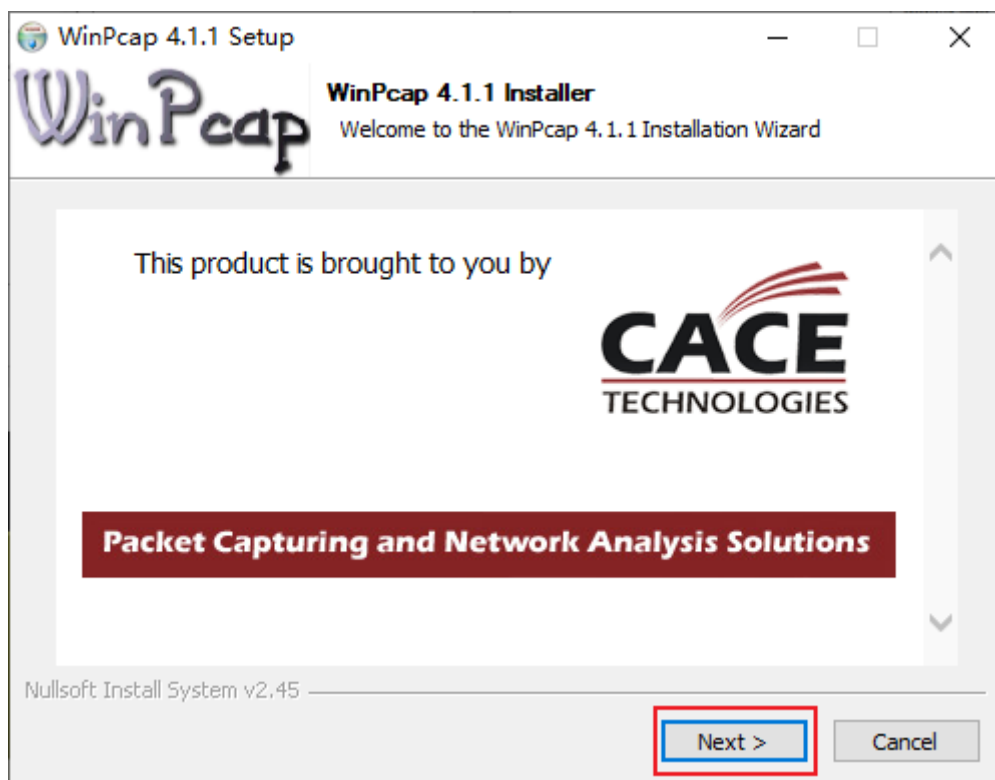 WinPcap 4.1.1 Setup
WinPcap
WinPcap 4.1.1 Installer
Welcome to the WinPcap 4.1.1 Installation Wizard
This product is brought to you by
CACE
TECHNOLOGIES
Packet Capturing and Network Analysis Solutions
Nullsoft Install System v2.45
Next >
Cancel